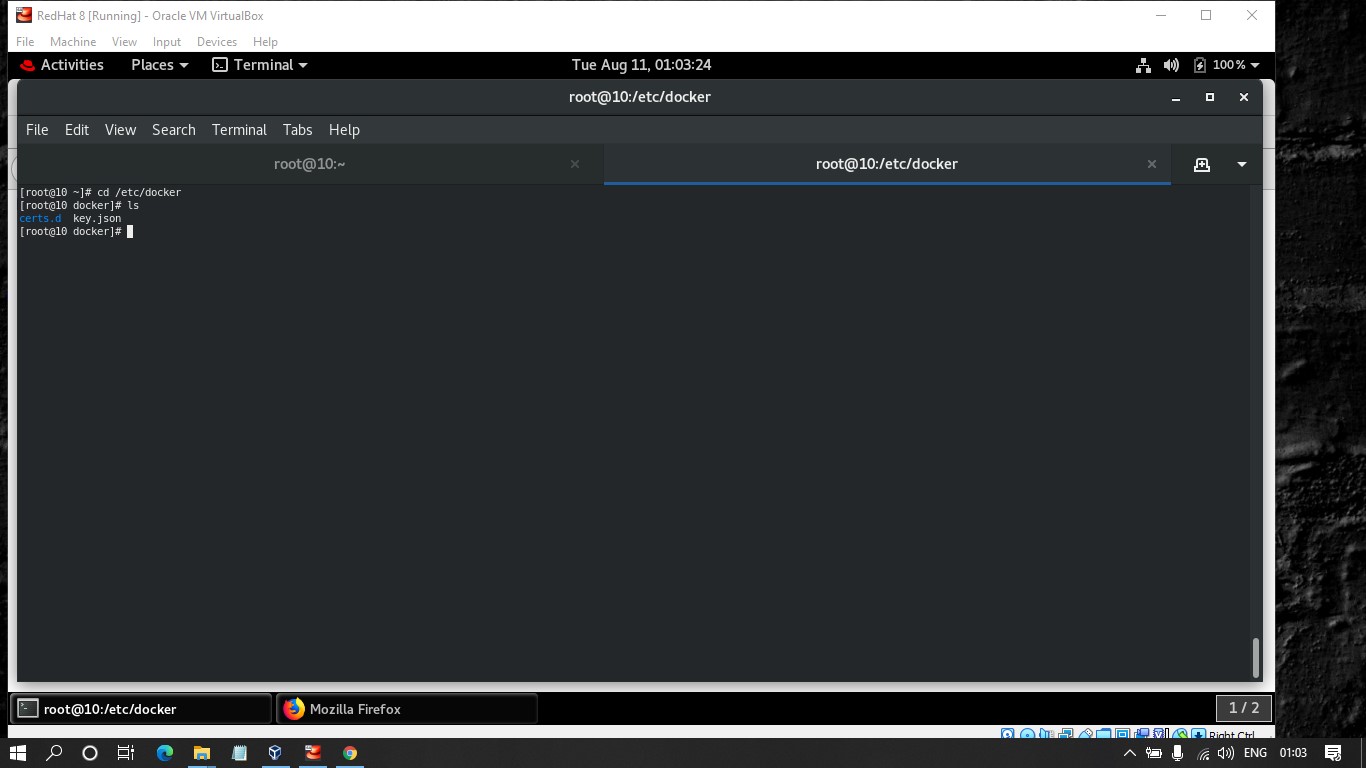 RedHat 8 [Running] - Oracle VM VirtualBox
File Machine View Input Devices Help
Activities Places Terminal Tue Aug 11, 01:03:24 100%
root@10:/etc/docker
File Edit View Search Terminal Tabs Help
root@10:~ root@10:/etc/docker
[root@10 ~]# cd /etc/docker
[root@10 docker]# ls
certs.d key.json
[root@10 docker]#
root@10:/etc/docker Mozilla Firefox 1 / 2
Right Ctrl
ENG 01:03